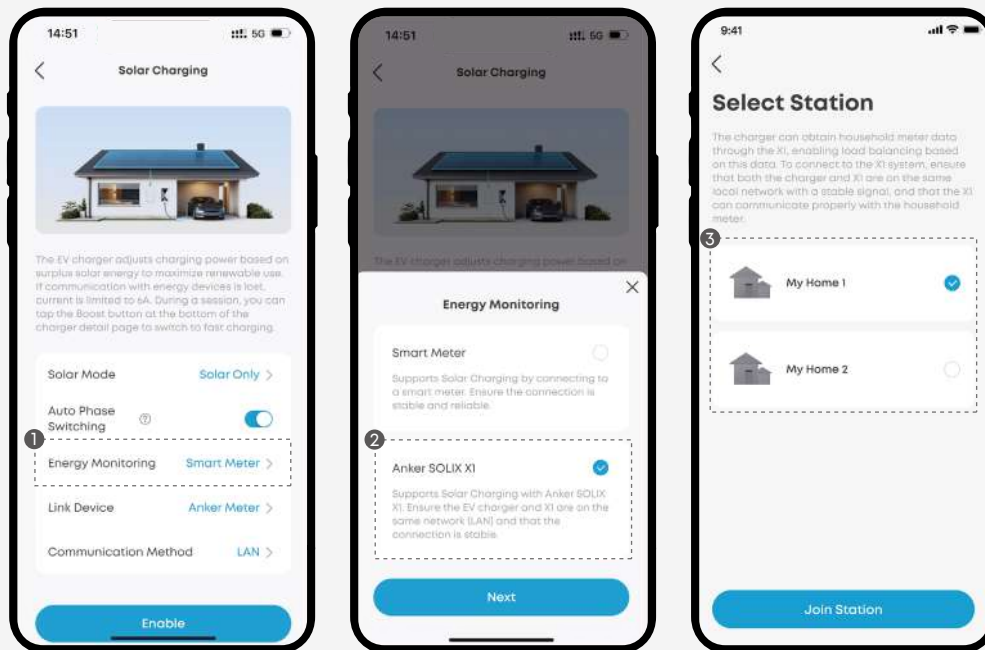 14:51
5G
Solar Charging
The EV charger adjusts charging power based on
surplus solar energy to maximize renewable use.
If communication with energy devices is lost,
current is limited to 6A. During a session, you can
tap the Boost button at the bottom of the
charger detail page to switch to fast charging.
Solar Mode Solar Only >
Auto Phase
Switching ?
1
Energy Monitoring Smart Meter >
Link Device Anker Meter >
Communication Method LAN >
Enable
14:51
5G
Solar Charging
The EV charger adjusts charging power based on
Energy Monitoring
Smart Meter
Supports Solar Charging by connecting to
a smart meter. Ensure the connection is
stable and reliable.
2
Anker SOLIX X1
Supports Solar Charging with Anker SOLIX
X1. Ensure the EV charger and X1 are on the
same network (LAN) and that the
connection is stable.
Next
9:41
Select Station
The charger can obtain household meter data
through the X1, enabling load balancing based
on this data. To connect to the X1 system, ensure
that both the charger and X1 are on the same
local network with a stable signal, and that the X1
can communicate properly with the household
meter.
3
My Home 1
My Home 2
Join Station